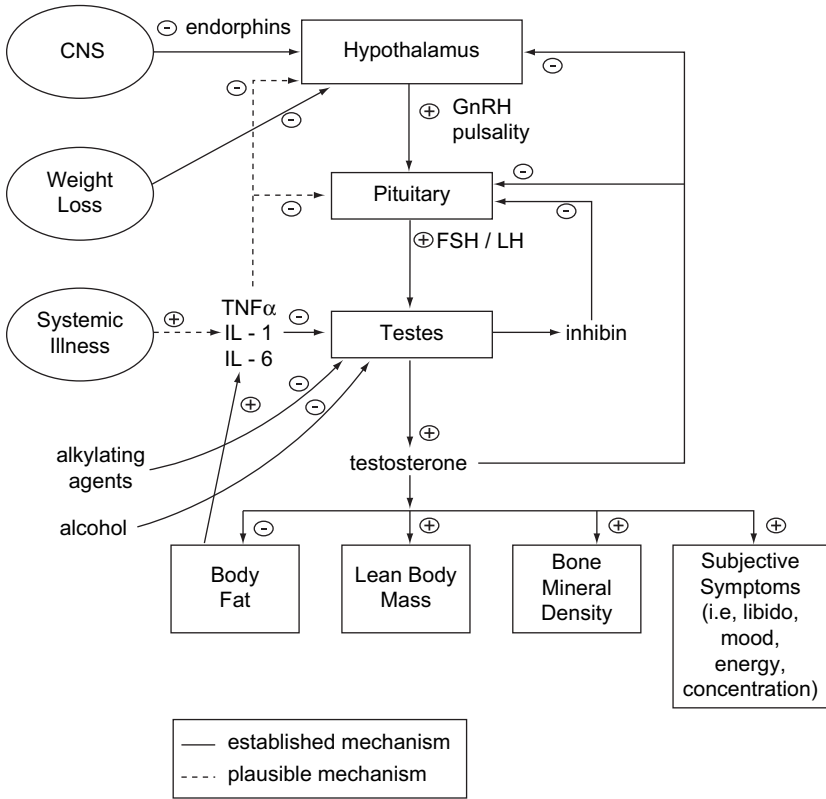 CNS
⊖ endorphins
Hypothalamus
⊖
⊖
⊖
⊕ GnRH
pulsality
Weight
Loss
Pituitary
⊖
⊖
⊖
⊕ FSH / LH
Systemic
Illness
⊕
TNFα
IL - 1
IL - 6
⊖
Testes
inhibin
⊖
⊖
⊕
⊕
alkylating
agents
testosterone
alcohol
⊖
⊕
⊕
⊕
Body
Fat
Lean Body
Mass
Bone
Mineral
Density
Subjective
Symptoms
(i.e, libido,
mood,
energy,
concentration)
established mechanism
plausible mechanism